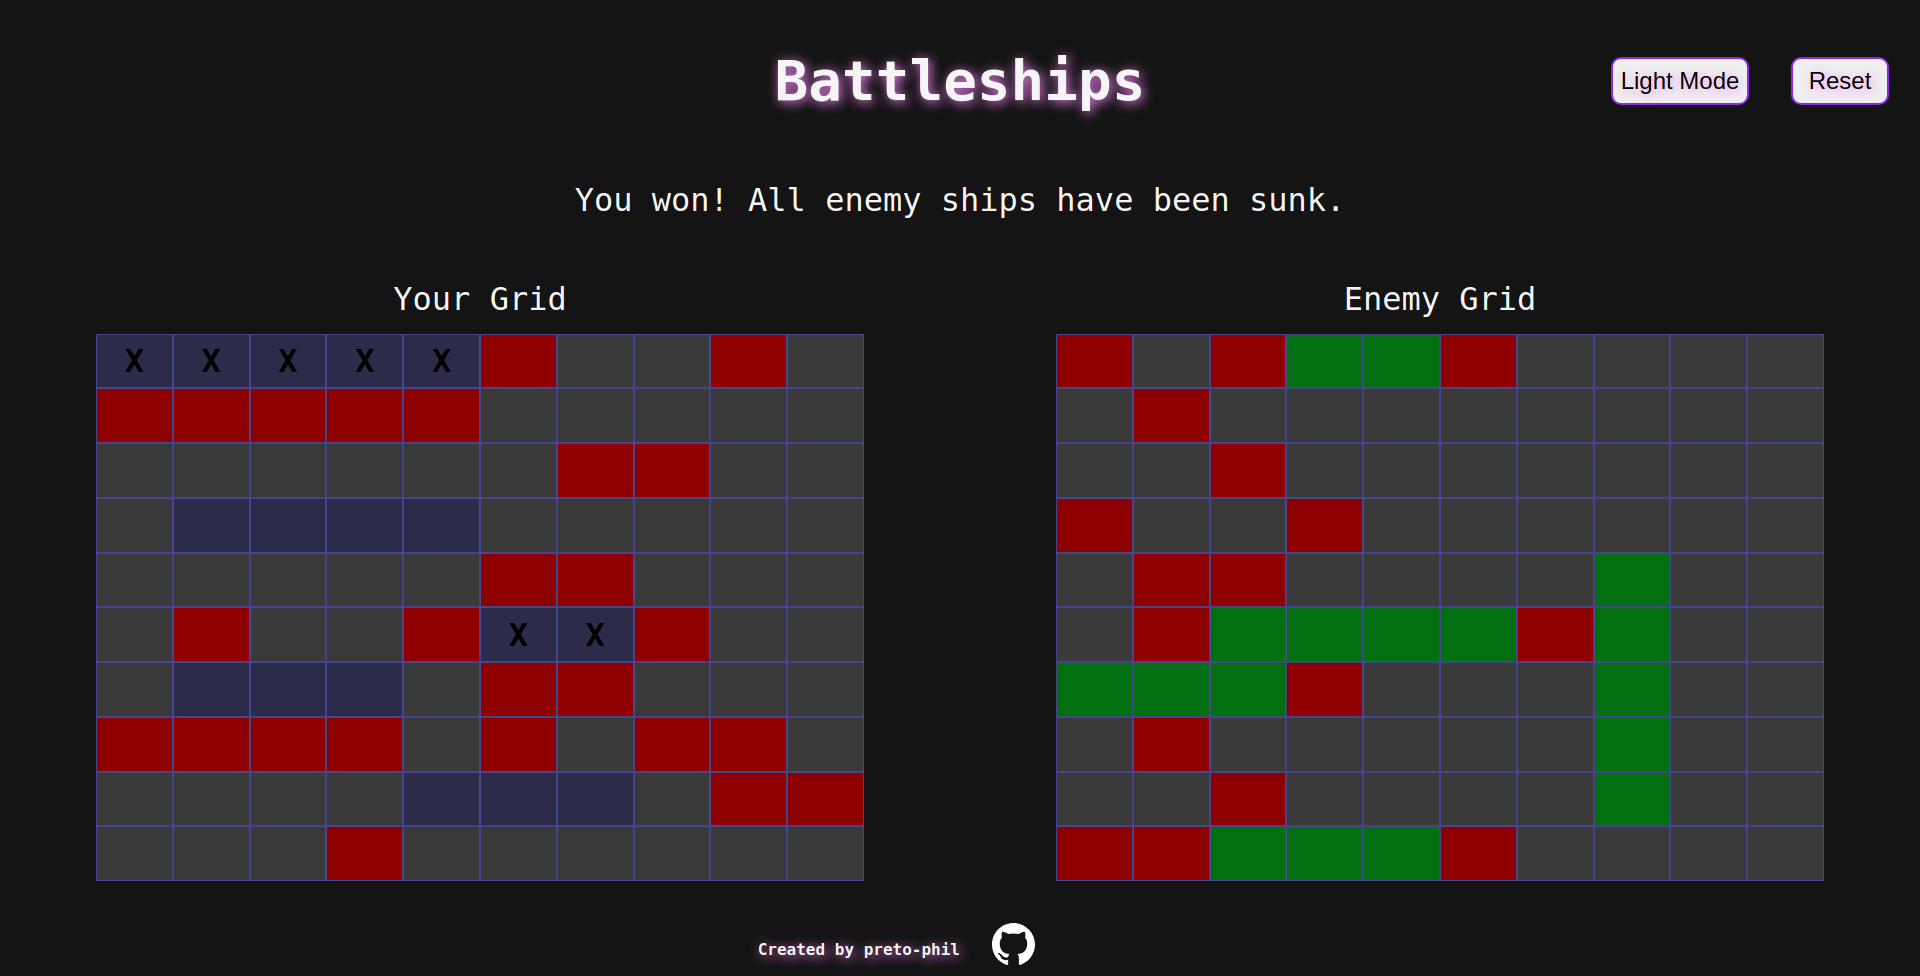 Battleships
Light Mode
Reset
You won! All enemy ships have been sunk.
Your Grid
Enemy Grid
X X X X X
X X
Created by preto-phil